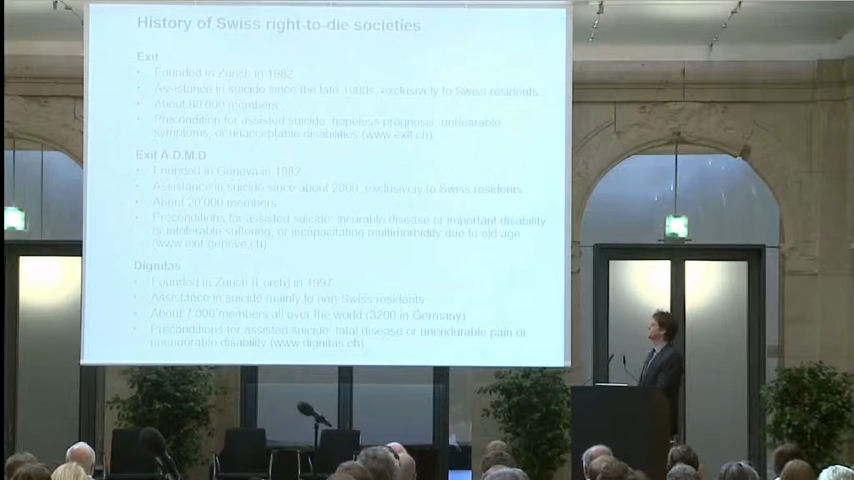 History of Swiss right-to-die societies
Exit
Founded in Zurich in 1982
Assistance in suicide since the late 1980s, exclusively to Swiss residents
About 80'000 members
Precondition for assisted suicide: hopeless prognosis, unbearable
symptoms, or unacceptable disabilities (www.exit.ch)
Exit A.D.M.D
Founded in Geneva in 1982
Assistance in suicide since about 2000, exclusively to Swiss residents
About 20'000 members
Preconditions for assisted suicide: incurable disease or important disability
or intolerable suffering, or incapacitating multimorbidity due to old age
(www.exit-geneve.ch)
Dignitas
Founded in Zurich (Forch) in 1997
Assistance in suicide mainly to non-Swiss residents
About 7'000 members all over the world (3200 in Germany)
Preconditions for assisted suicide: fatal disease or unendurable pain or
unendurable disability (www.dignitas.ch)